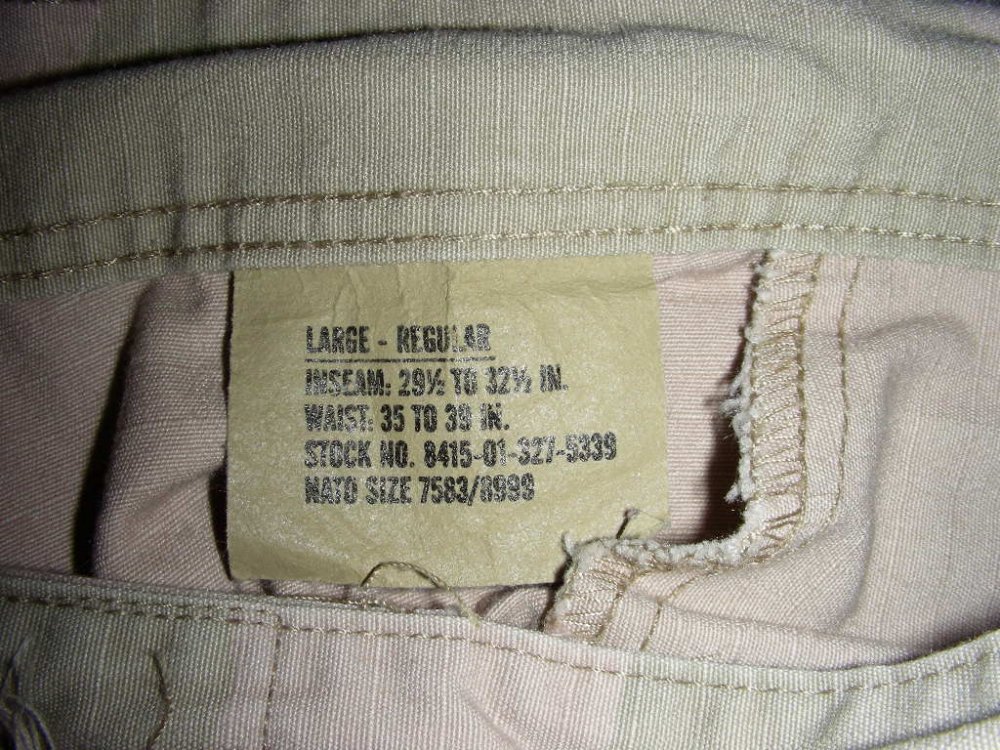 LARGE - REGULAR
INSEAM: 29½ TO 32½ IN.
WAIST: 35 TO 39 IN.
STOCK NO. 8415-01-327-5339
NATO SIZE 7583/8999